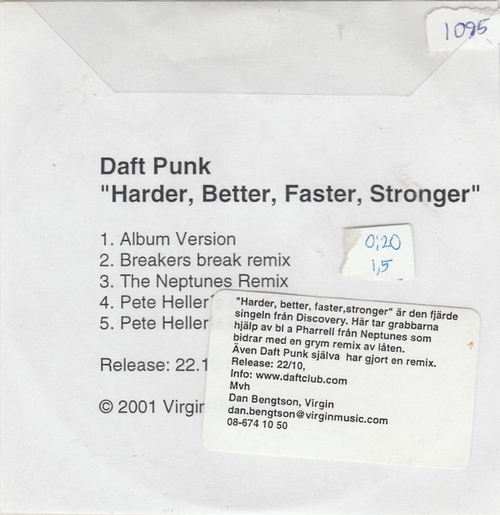 1095
Daft Punk
"Harder, Better, Faster, Stronger"
1. Album Version
2. Breakers break remix
3. The Neptunes Remix
4. Pete Heller
5. Pete Heller
Release: 22.1
© 2001 Virgin
0:20
1,5
"Harder, better, faster,stronger" är den fjärde
singeln från Discovery. Här tar grabbarna
hjälp av bl a Pharrell från Neptunes som
bidrar med en grym remix av låten.
Även Daft Punk själva har gjort en remix.
Release: 22/10,
Info: www.daftclub.com
Mvh
Dan Bengtson, Virgin
dan.bengtson@virginmusic.com
08-674 10 50